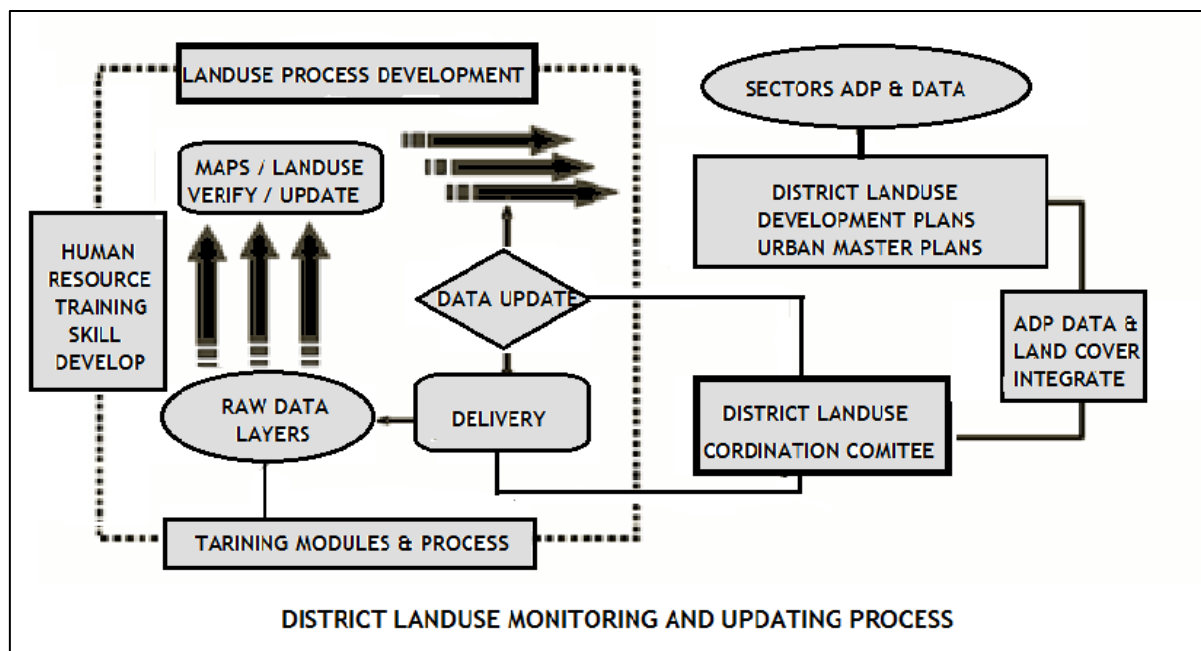 LANDUSE PROCESS DEVELOPMENT
SECTORS ADP & DATA
MAPS / LANDUSE
VERIFY / UPDATE
DISTRICT LANDUSE
DEVELOPMENT PLANS
URBAN MASTER PLANS
HUMAN
RESOURCE
TRAINING
SKILL
DEVELOP
DATA UPDATE
ADP DATA &
LAND COVER
INTEGRATE
RAW DATA
LAYERS
DELIVERY
DISTRICT LANDUSE
CORDINATION COMITEE
TARINING MODULES & PROCESS
DISTRICT LANDUSE MONITORING AND UPDATING PROCESS